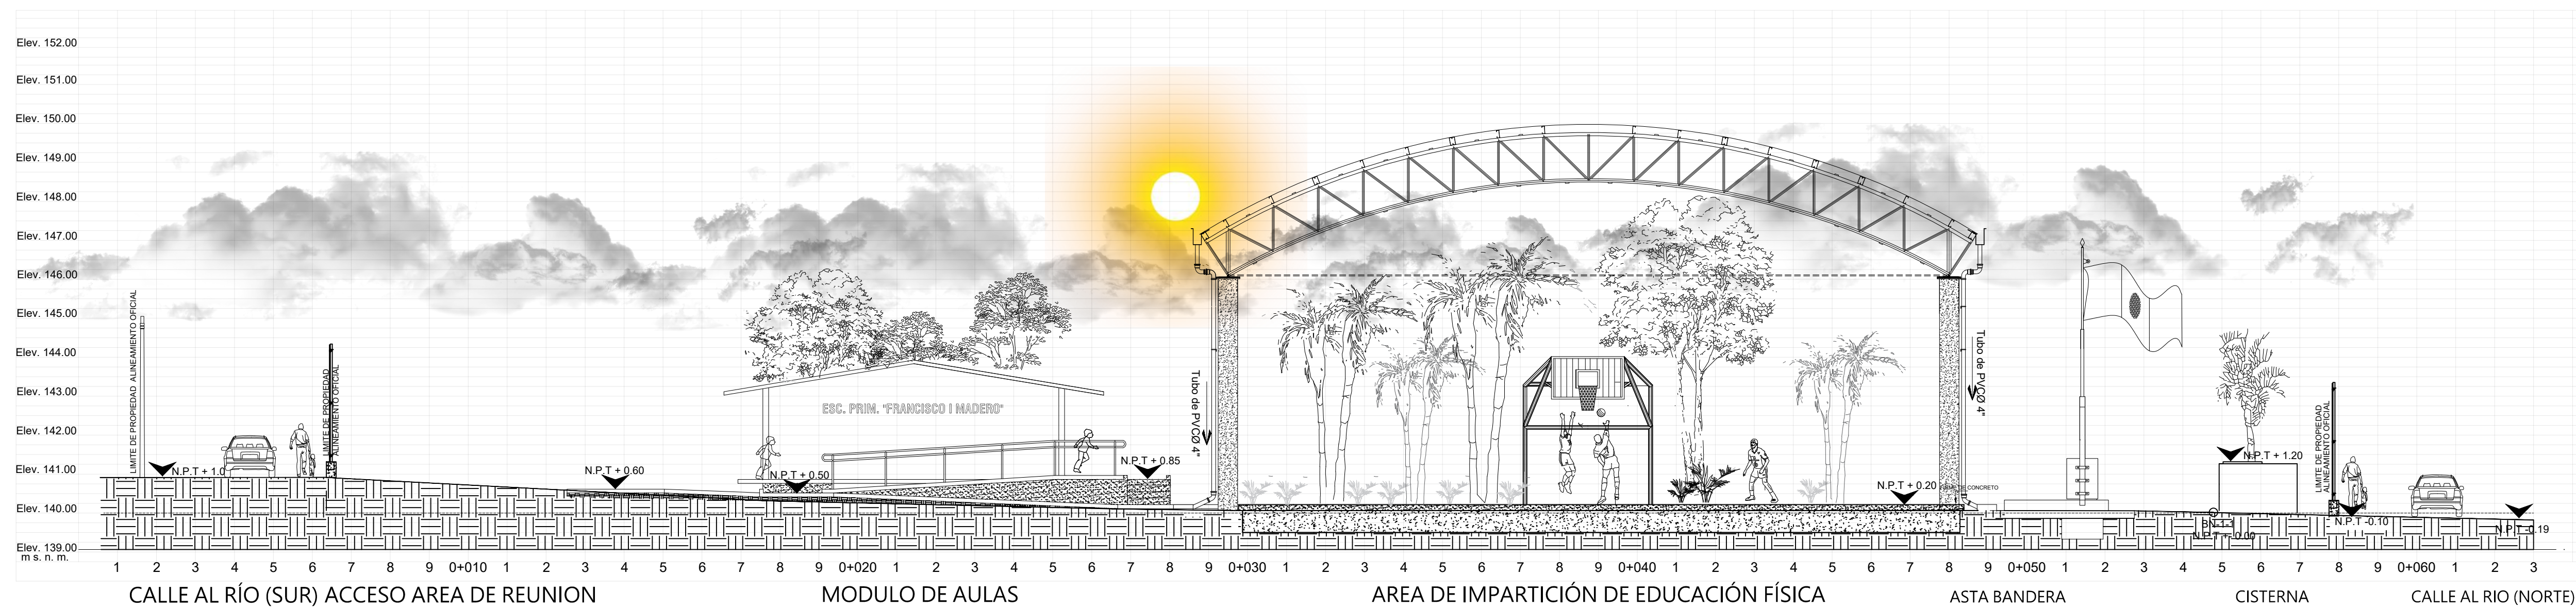 Elev. 152.00
Elev. 151.00
Elev. 150.00
Elev. 149.00
Elev. 148.00
Elev. 147.00
Elev. 146.00
Elev. 145.00
Elev. 144.00
Elev. 143.00
Elev. 142.00
Elev. 141.00
Elev. 140.00
Elev. 139.00
m s. n. m.
LIMITE DE PROPIEDAD ALINEAMIENTO OFICIAL
N.P.T + 1.0
LIMITE DE PROPIEDAD
ALINEAMIENTO OFICIAL
N.P.T + 0.60
ESC. PRIM. "FRANCISCO I MADERO"
N.P.T + 0.50
N.P.T + 0.85
Tubo de PVCØ 4"
N.P.T + 0.20
DE CONCRETO
Tubo de PVCØ 4"
BN-1-1
N.P.T +- 0.00
N.P.T + 1.20
LIMITE DE PROPIEDAD
ALINEAMIENTO OFICIAL
N.P.T -0.10
N.P.T -0.19
1 2 3 4 5 6 7 8 9 0+010 1 2 3 4 5 6 7 8 9 0+020 1 2 3 4 5 6 7 8 9 0+030 1 2 3 4 5 6 7 8 9 0+040 1 2 3 4 5 6 7 8 9 0+050 1 2 3 4 5 6 7 8 9 0+060 1 2 3
CALLE AL RÍO (SUR) ACCESO AREA DE REUNION MODULO DE AULAS AREA DE IMPARTICIÓN DE EDUCACIÓN FÍSICA ASTA BANDERA CISTERNA CALLE AL RIO (NORTE)